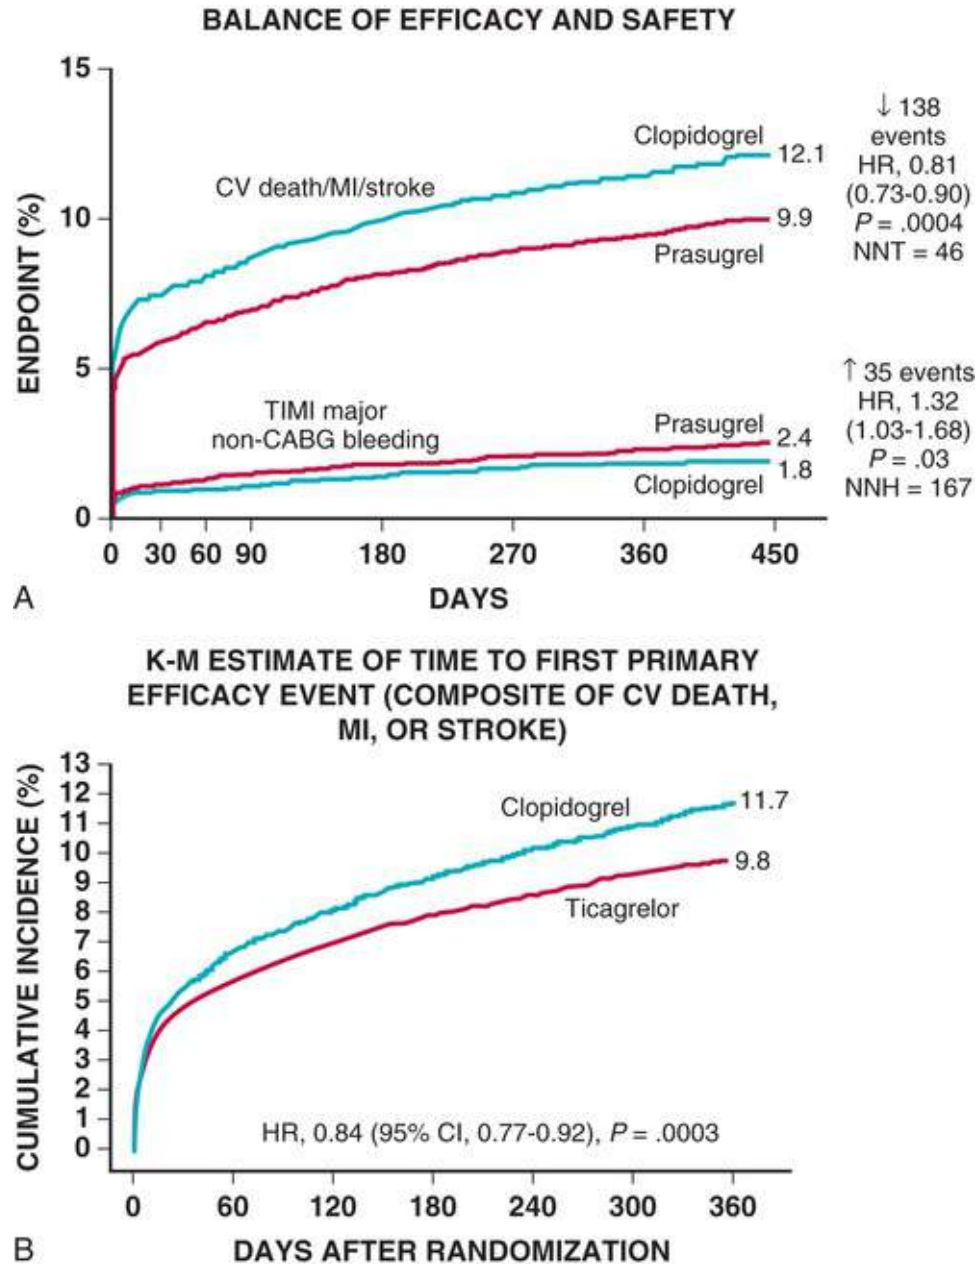 BALANCE OF EFFICACY AND SAFETY
15
10
5
0
ENDPOINT (%)
CV death/MI/stroke
Clopidogrel
12.1
9.9
Prasugrel
↓ 138
events
HR, 0.81
(0.73-0.90)
P = .0004
NNT = 46
TIMI major
non-CABG bleeding
Prasugrel
2.4
1.8
Clopidogrel
↑ 35 events
HR, 1.32
(1.03-1.68)
P = .03
NNH = 167
0 30 60 90 180 270 360 450
DAYS
A
K-M ESTIMATE OF TIME TO FIRST PRIMARY
EFFICACY EVENT (COMPOSITE OF CV DEATH,
MI, OR STROKE)
13
12
11
10
9
8
7
6
5
4
3
2
1
0
CUMULATIVE INCIDENCE (%)
Clopidogrel
11.7
9.8
Ticagrelor
HR, 0.84 (95% CI, 0.77-0.92), P = .0003
0 60 120 180 240 300 360
DAYS AFTER RANDOMIZATION
B